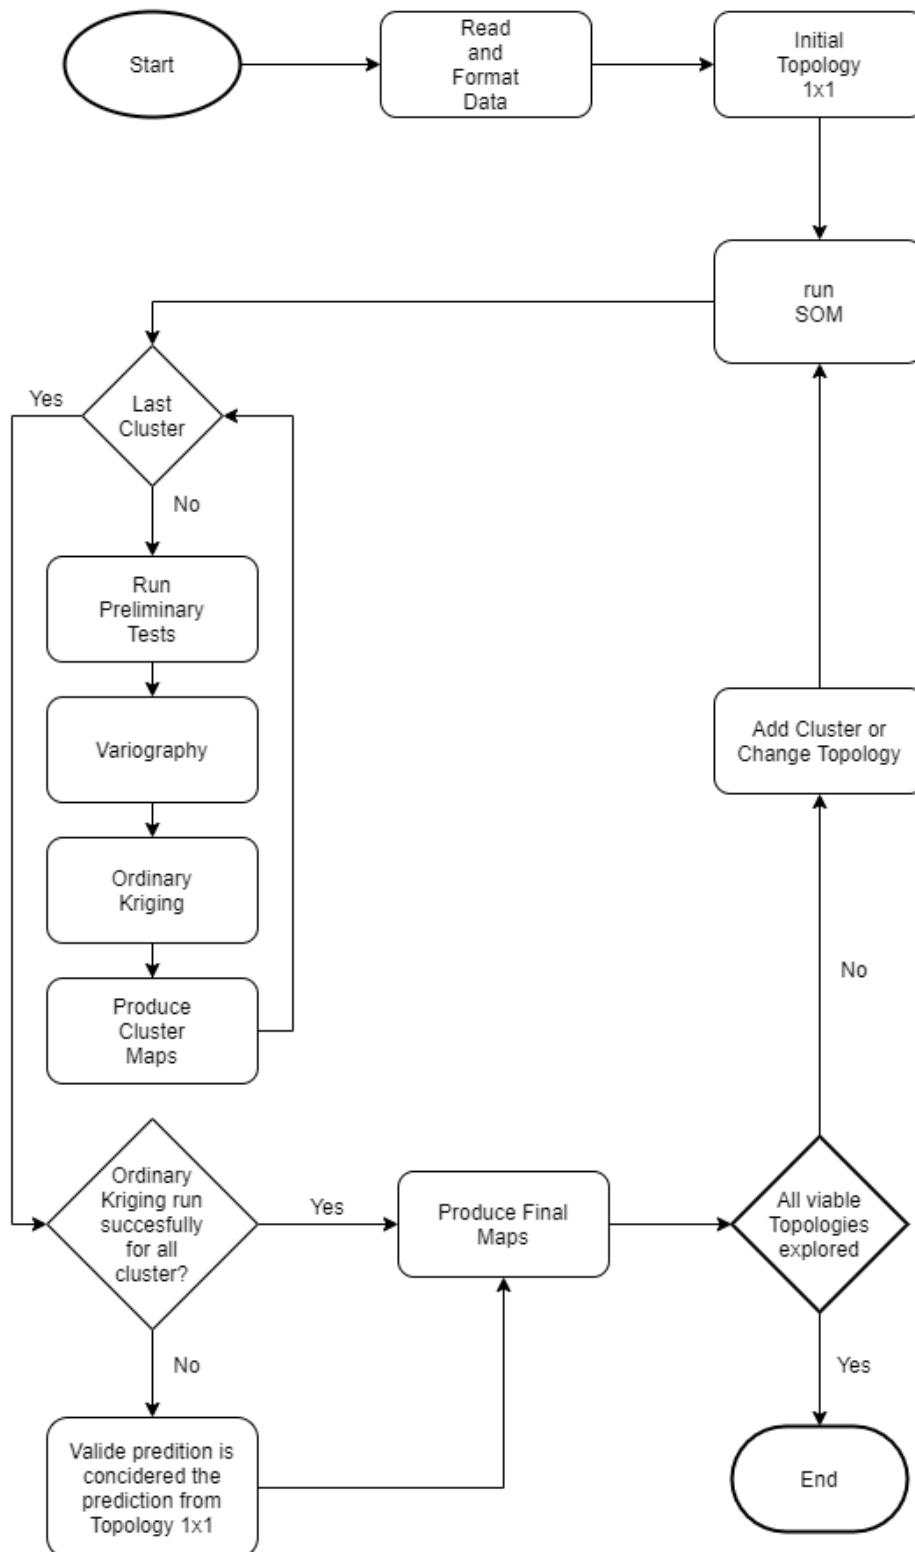 Start
Read
and
Format
Data
Initial
Topology
1x1
run
SOM
Yes
Last
Cluster
No
Run
Preliminary
Tests
Variography
Add Cluster or
Change Topology
Ordinary
Kriging
No
Produce
Cluster
Maps
Ordinary
Kriging run
succesfully
for all
cluster?
Yes
Produce Final
Maps
All viable
Topologies
explored
No
Yes
Valide predition is
concidered the
prediction from
Topology 1x1
End